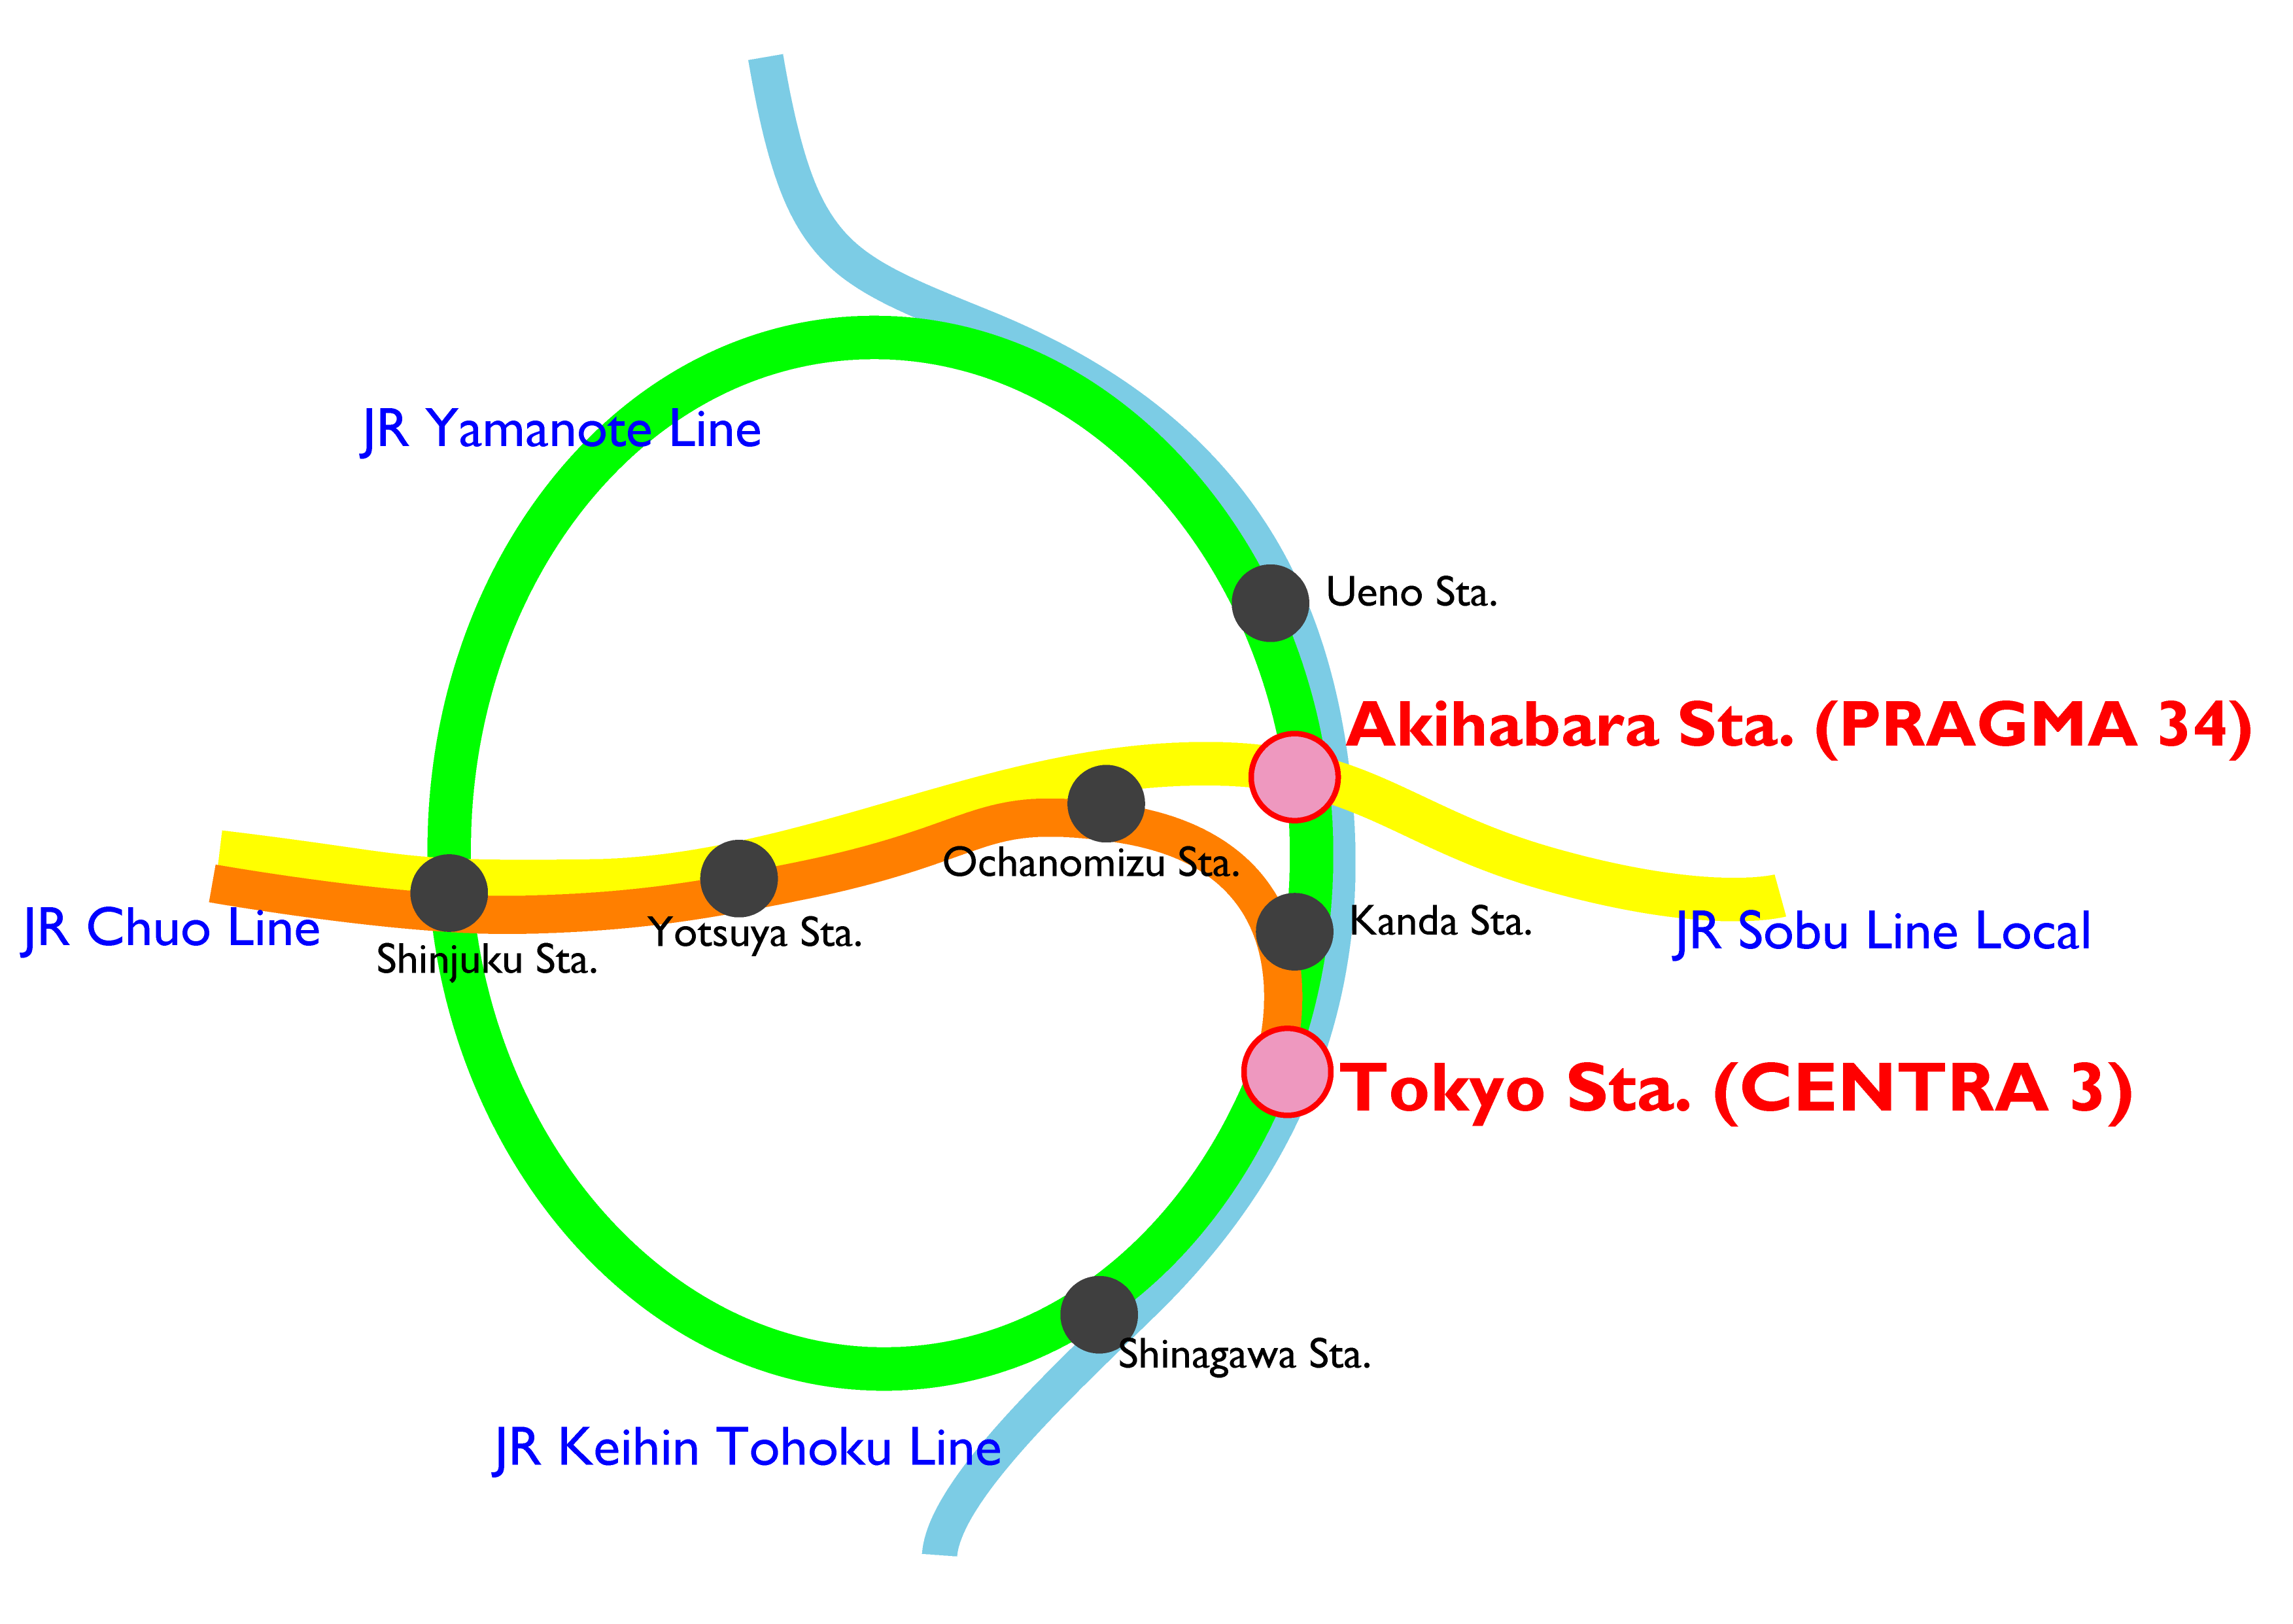 JR Yamanote Line
Ueno Sta.
Akihabara Sta. (PRAGMA 34)
Ochanomizu Sta.
Kanda Sta.
JR Chuo Line
Yotsuya Sta.
JR Sobu Line Local
Shinjuku Sta.
Tokyo Sta. (CENTRA 3)
Shinagawa Sta.
JR Keihin Tohoku Line